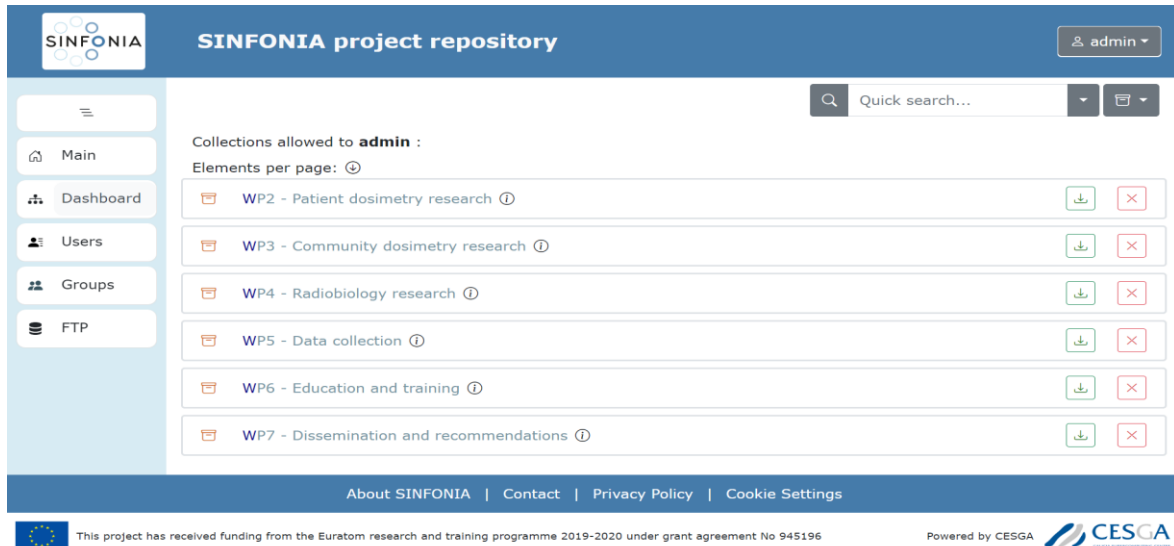 SINFONIA
SINFONIA project repository
admin
Quick search...
Main
Dashboard
Users
Groups
FTP
Collections allowed to admin :
Elements per page:
WP2 - Patient dosimetry research
WP3 - Community dosimetry research
WP4 - Radiobiology research
WP5 - Data collection
WP6 - Education and training
WP7 - Dissemination and recommendations
About SINFONIA | Contact | Privacy Policy | Cookie Settings
This project has received funding from the Euratom research and training programme 2019-2020 under grant agreement No 945196
Powered by CESGA
CESGA